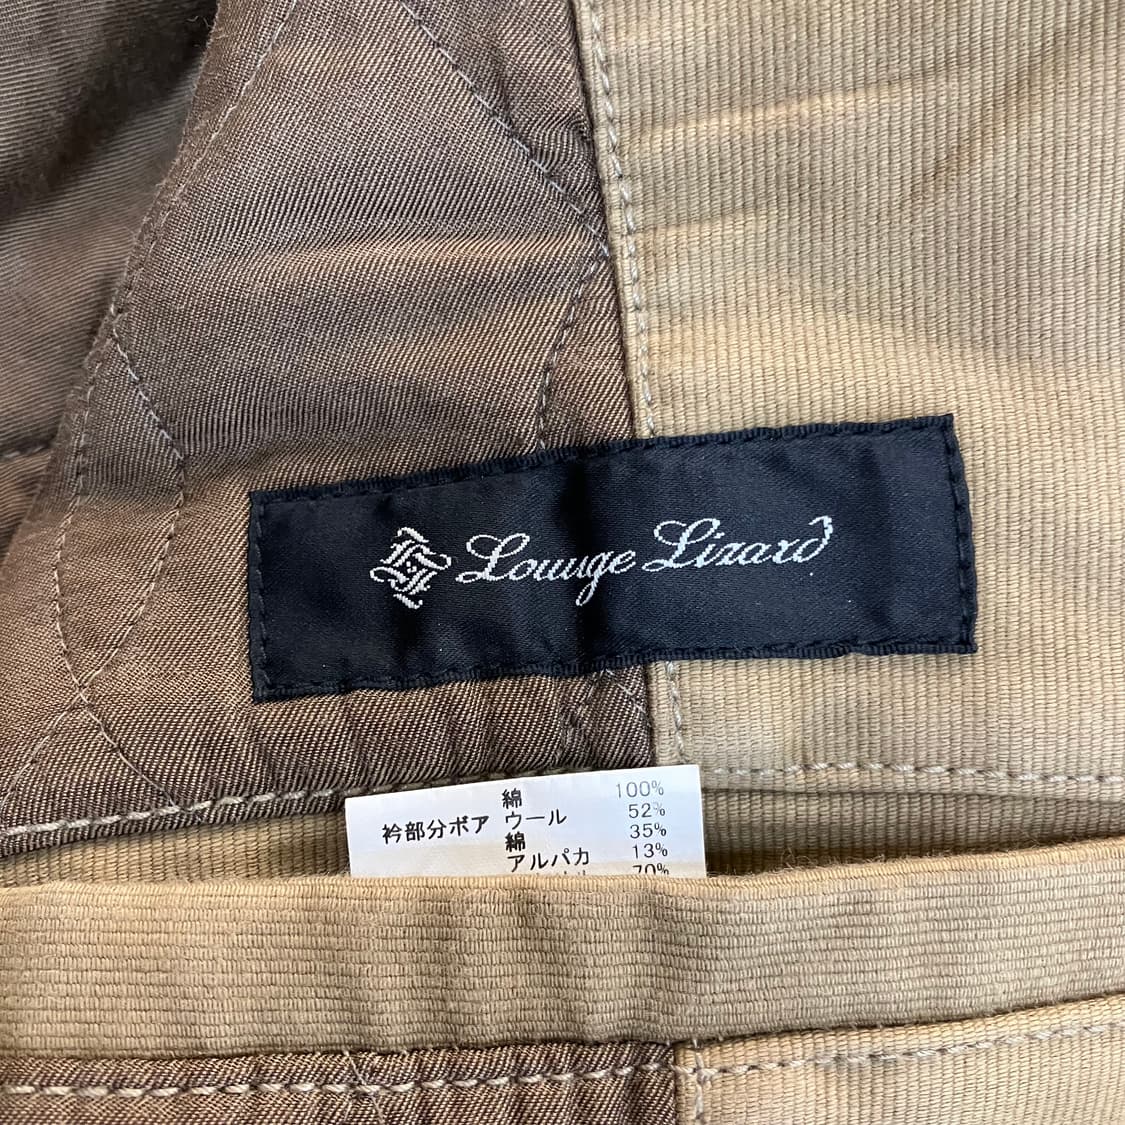 Lounge Lizard
綿 100%
衿部分ボア ウール 52%
綿 35%
アルパカ 13%
70%